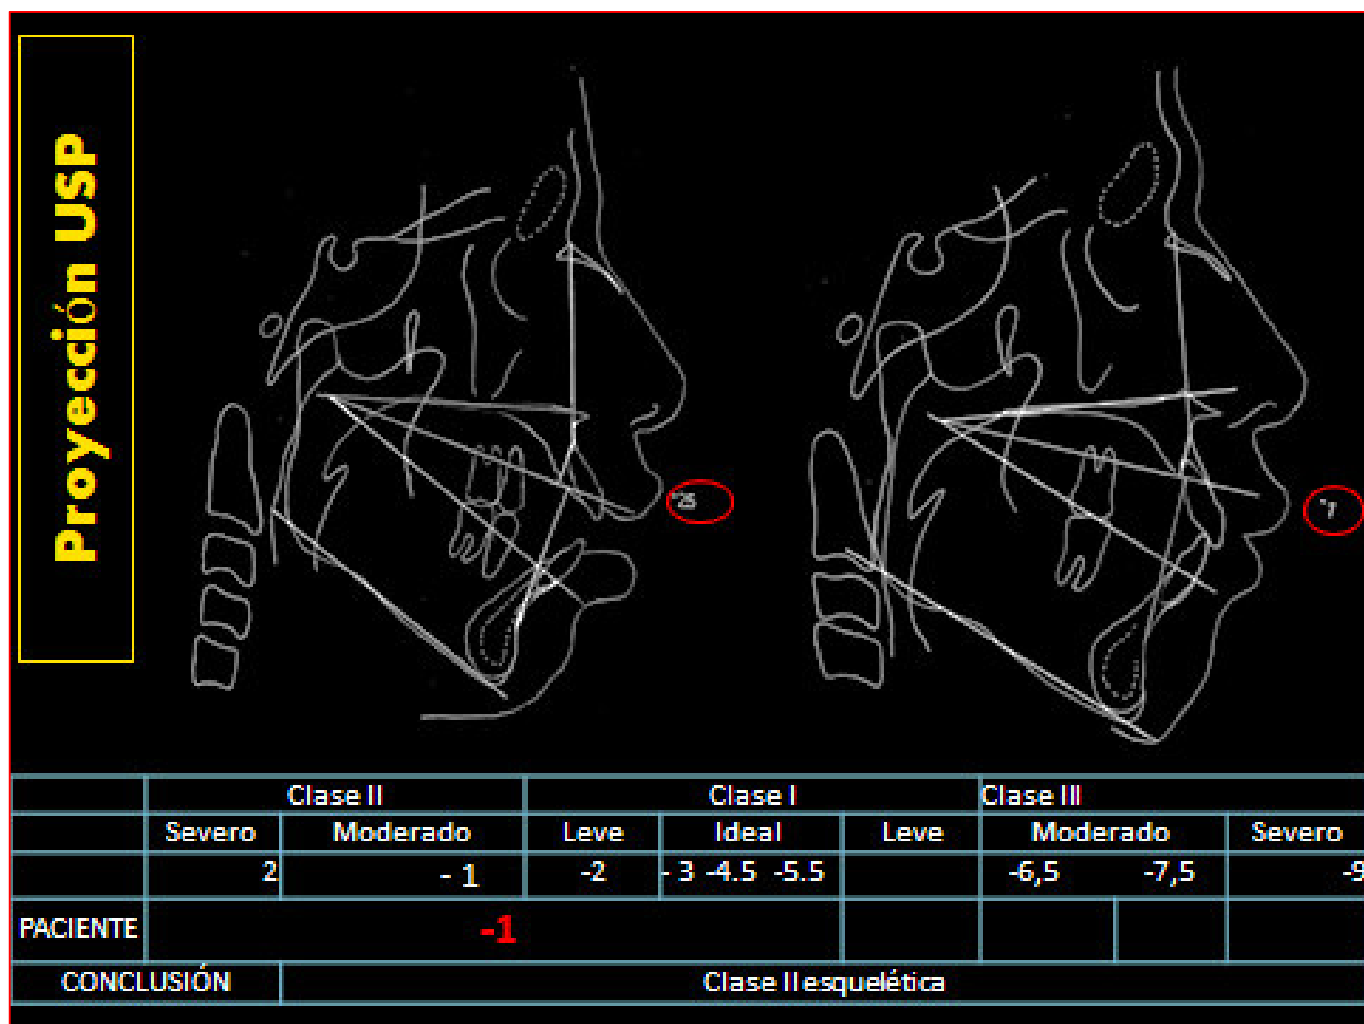 Proyección USP
Clase II Clase I Clase III
Severo Moderado Leve Ideal Leve Moderado Severo
2 - 1 -2 - 3 -4.5 -5.5 -6,5 -7,5 -9
PACIENTE -1
CONCLUSIÓN Clase II esquelética